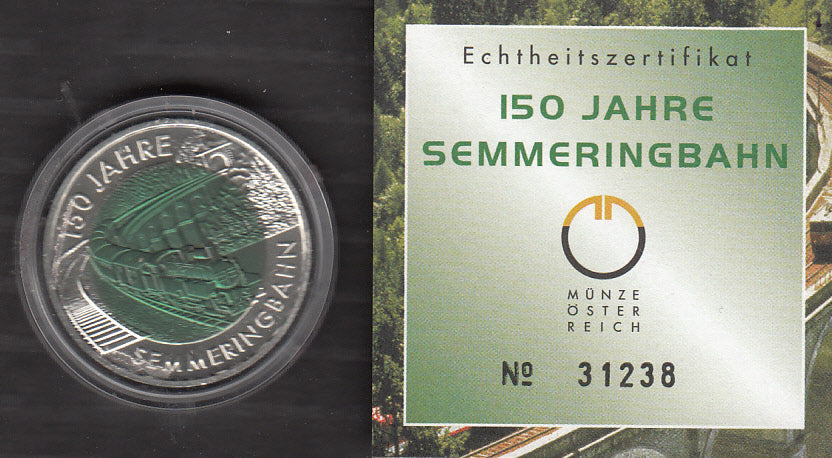 150 JAHRE
SEMMERINGBAHN
Echtheitszertifikat
150 JAHRE
SEMMERINGBAHN
MÜNZE
ÖSTER
REICH
Nº 31238